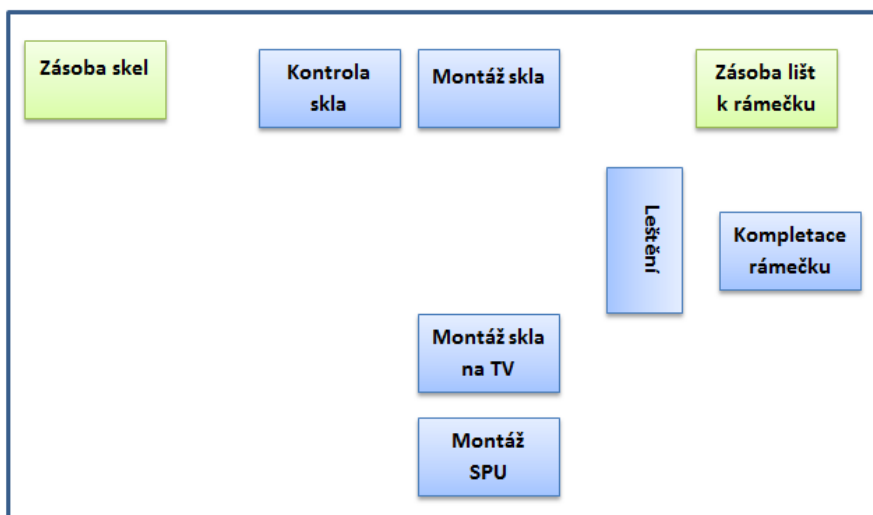 Zásoba skel
Kontrola
skla
Montáž skla
Zásoba lišt
k rámečku
Leštění
Kompletace
rámečku
Montáž skla
na TV
Montáž
SPU